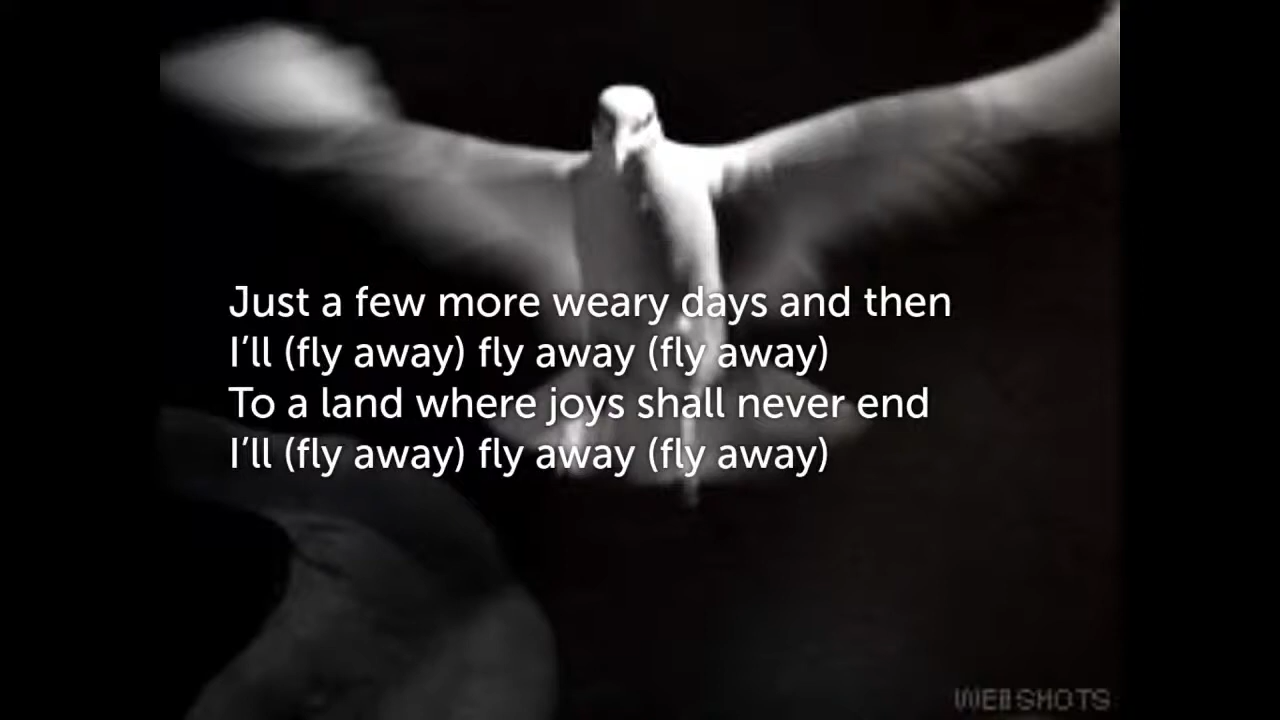 Just a few more weary days and then
I’ll (fly away) fly away (fly away)
To a land where joys shall never end
I’ll (fly away) fly away (fly away)
WEBSHOTS